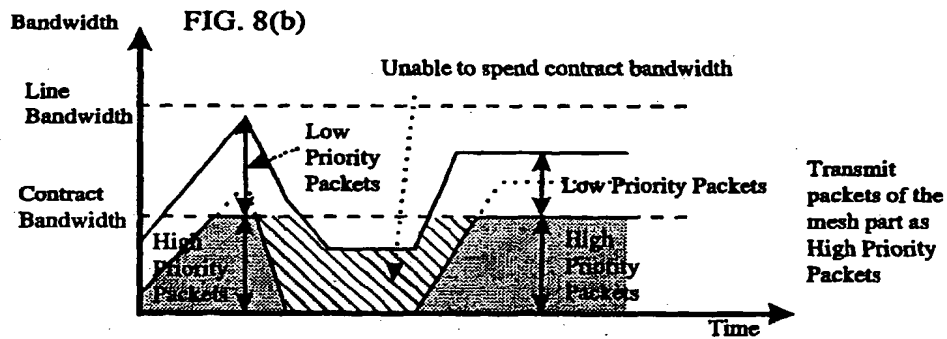 Bandwidth
FIG. 8(b)
Unable to spend contract bandwidth
Line
Bandwidth
Low
Priority
Packets
Contract
Bandwidth
Low Priority Packets
High
Priority
Packets
High
Priority
Packets
Transmit
packets of the
mesh part as
High Priority
Packets
Time